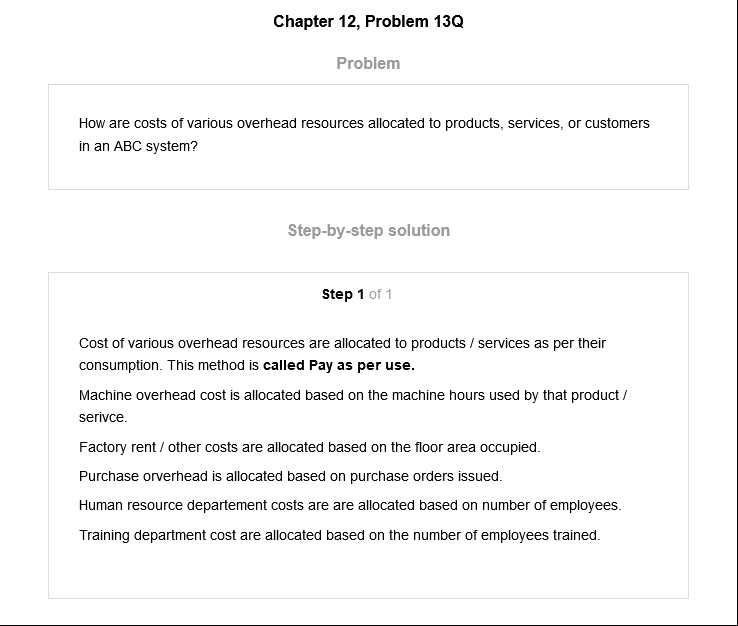 Chapter 12, Problem 13Q
Problem
How are costs of various overhead resources allocated to products, services, or customers
in an ABC system?
Step-by-step solution
Step 1 of 1
Cost of various overhead resources are allocated to products / services as per their
consumption. This method is called Pay as per use.
Machine overhead cost is allocated based on the machine hours used by that product /
serivce.
Factory rent / other costs are allocated based on the floor area occupied.
Purchase orverhead is allocated based on purchase orders issued.
Human resource departement costs are are allocated based on number of employees.
Training department cost are allocated based on the number of employees trained.